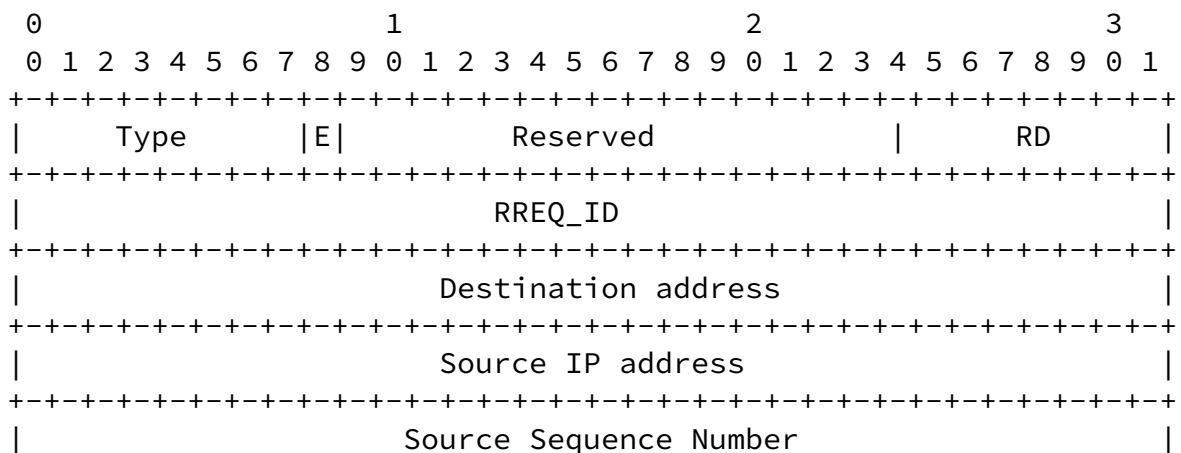 0                   1                   2                   3
 0 1 2 3 4 5 6 7 8 9 0 1 2 3 4 5 6 7 8 9 0 1 2 3 4 5 6 7 8 9 0 1
+-+-+-+-+-+-+-+-+-+-+-+-+-+-+-+-+-+-+-+-+-+-+-+-+-+-+-+-+-+-+-+-+
|     Type      |E|         Reserved             |      RD      |
+-+-+-+-+-+-+-+-+-+-+-+-+-+-+-+-+-+-+-+-+-+-+-+-+-+-+-+-+-+-+-+-+
|                          RREQ_ID                              |
+-+-+-+-+-+-+-+-+-+-+-+-+-+-+-+-+-+-+-+-+-+-+-+-+-+-+-+-+-+-+-+-+
|                       Destination address                     |
+-+-+-+-+-+-+-+-+-+-+-+-+-+-+-+-+-+-+-+-+-+-+-+-+-+-+-+-+-+-+-+-+
|                       Source IP address                       |
+-+-+-+-+-+-+-+-+-+-+-+-+-+-+-+-+-+-+-+-+-+-+-+-+-+-+-+-+-+-+-+-+
|                     Source Sequence Number                    |